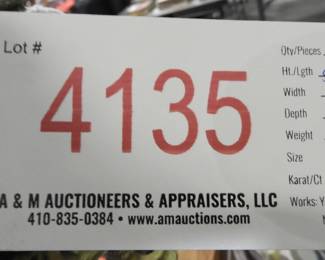 Lot #
4135
A & M AUCTIONEERS & APPRAISERS, LLC
410-835-0384 • www.amauctions.com
Qty/Pieces
Ht./Lgth
Width
Depth
Weight
Size
Karat/Ct
Works: Y